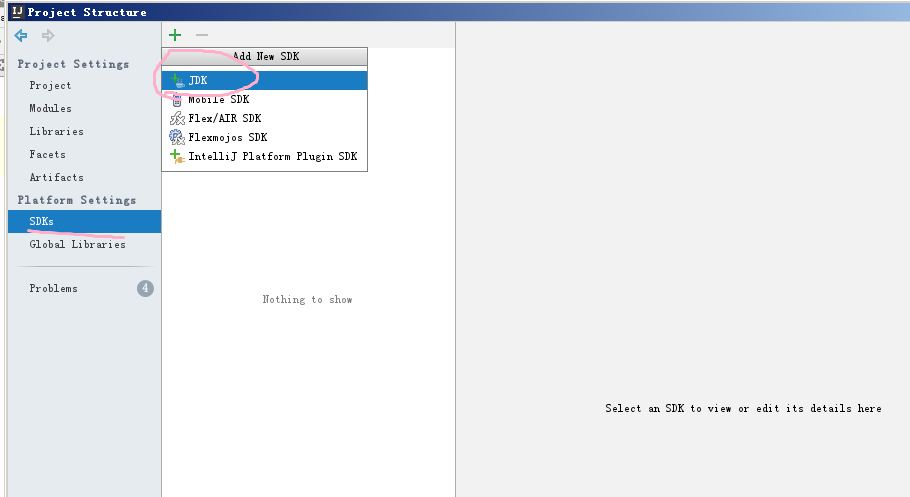 IJ Project Structure
Add New SDK
Project Settings
JDK
Project
Mobile SDK
Modules
Flex/AIR SDK
Libraries
Flexmojos SDK
Facets
IntelliJ Platform Plugin SDK
Artifacts
Platform Settings
SDKs
Global Libraries
Problems 4
Nothing to show
Select an SDK to view or edit its details here